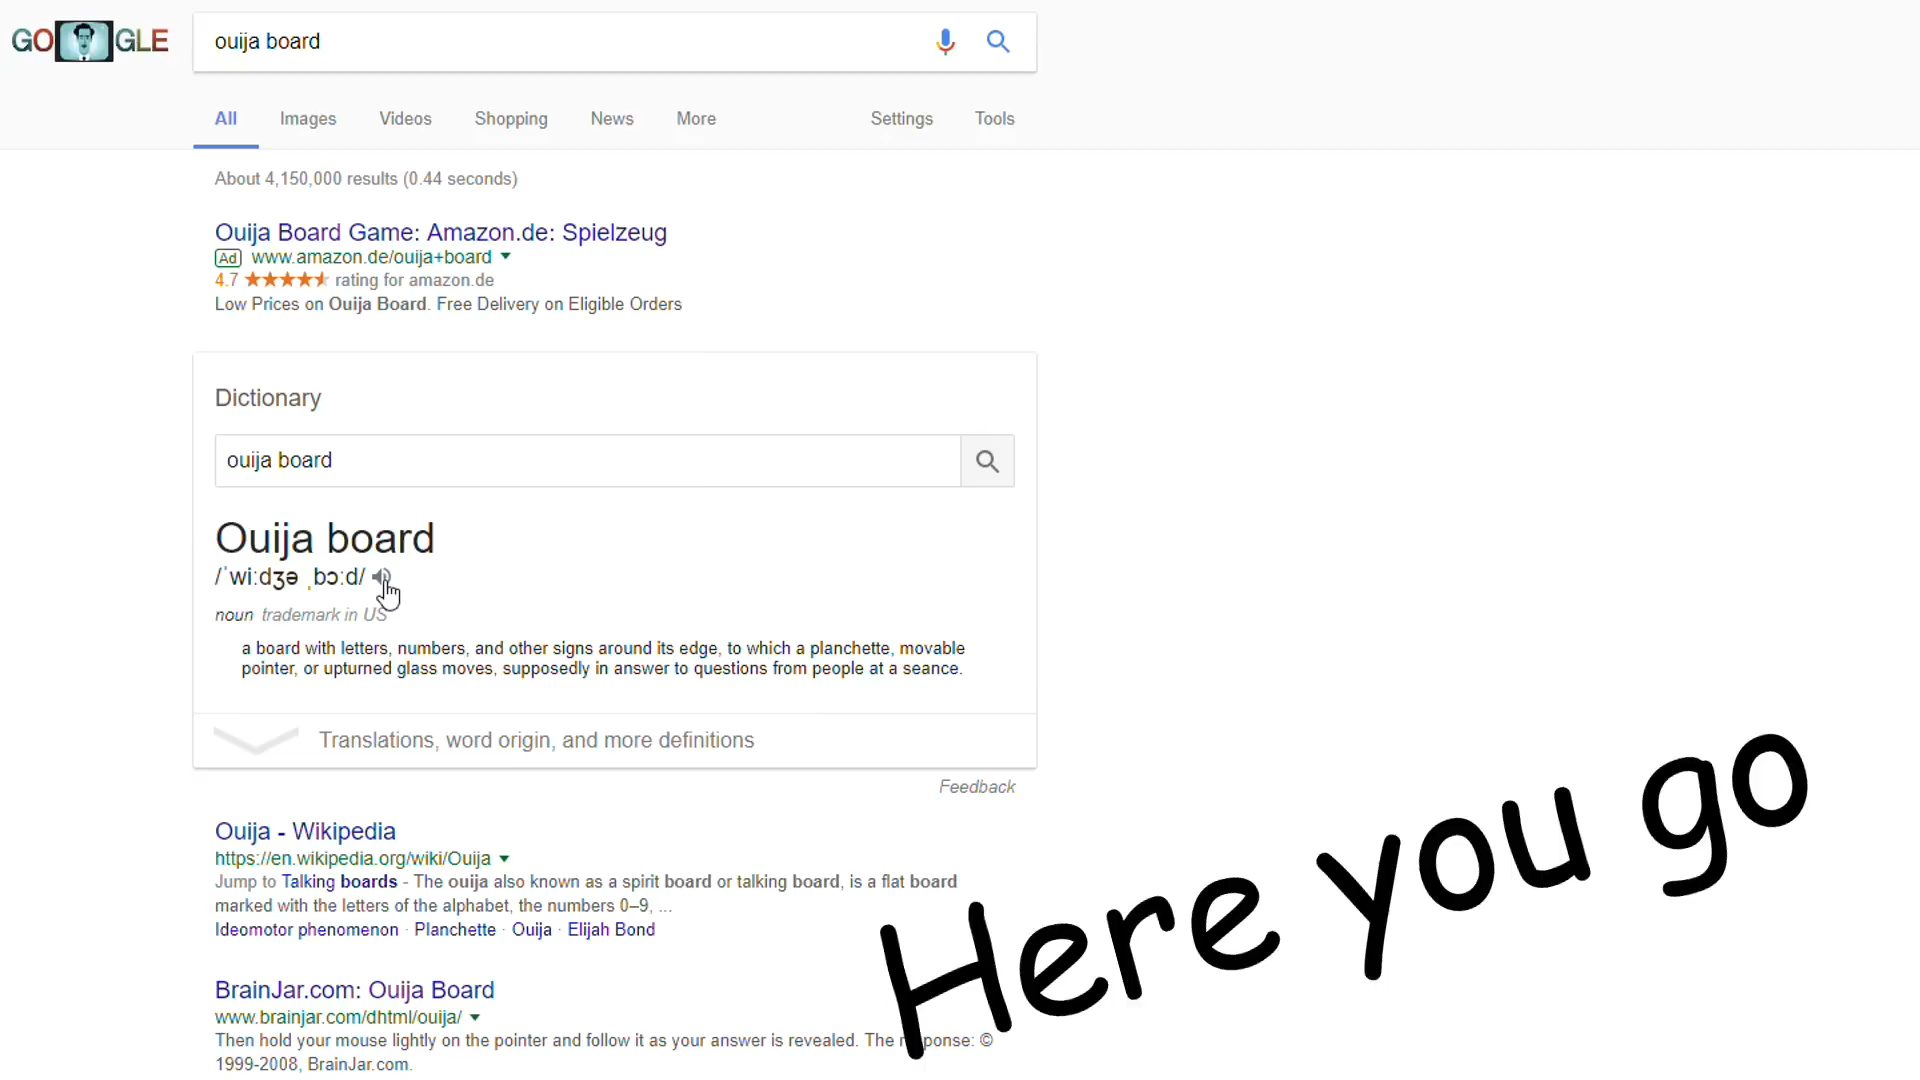 GO GLE
ouija board
All Images Videos Shopping News More Settings Tools
About 4,150,000 results (0.44 seconds)
Ouija Board Game: Amazon.de: Spielzeug
Ad www.amazon.de/ouija+board
4.7 rating for amazon.de
Low Prices on Ouija Board. Free Delivery on Eligible Orders
Dictionary
ouija board
Ouija board
/ˈwiːdʒə ˌbɔːd/
noun trademark in US
a board with letters, numbers, and other signs around its edge, to which a planchette, movable
pointer, or upturned glass moves, supposedly in answer to questions from people at a seance.
Translations, word origin, and more definitions
Feedback
Ouija - Wikipedia
https://en.wikipedia.org/wiki/Ouija
Jump to Talking boards - The ouija also known as a spirit board or talking board, is a flat board
marked with the letters of the alphabet, the numbers 0–9, ...
Ideomotor phenomenon · Planchette · Ouija · Elijah Bond
BrainJar.com: Ouija Board
www.brainjar.com/dhtml/ouija/
Then hold your mouse lightly on the pointer and follow it as your answer is revealed. The ©
1999-2008, BrainJar.com.
Here you go